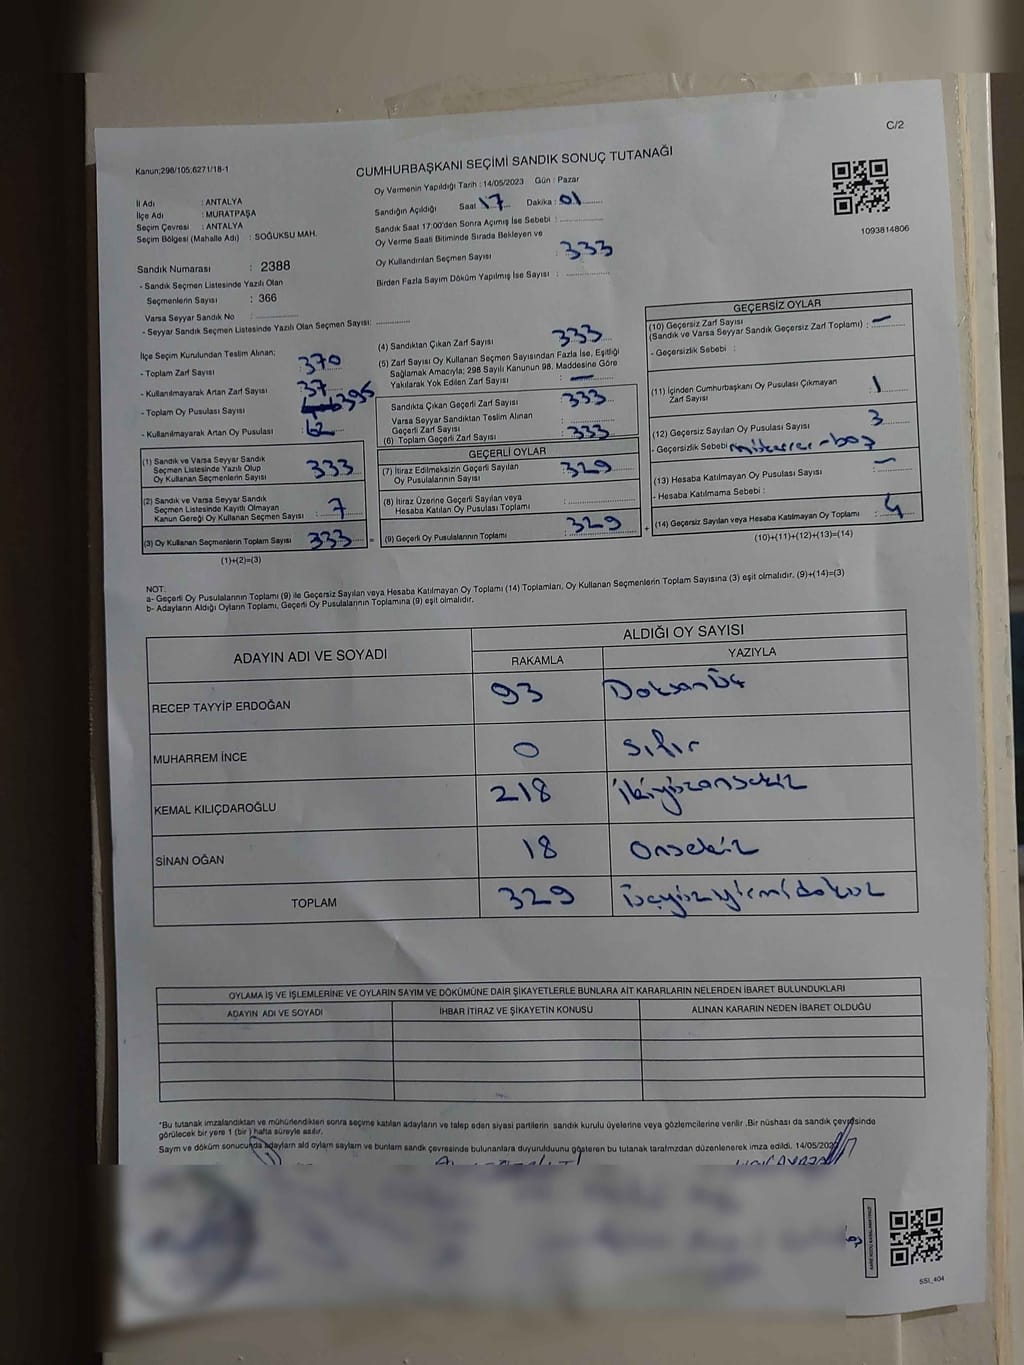 C/2
Kanun;298/105,6271/18-1
CUMHURBAŞKANI SEÇİMİ SANDIK SONUÇ TUTANAĞI
Oy Vermenin Yapıldığı Tarih : 14/05/2023 Gün : Pazar
İl Adı : ANTALYA
İlçe Adı : MURATPAŞA
Seçim Çevresi : ANTALYA
Seçim Bölgesi (Mahalle Adı) : SOĞUKSU MAH.
Sandığın Açıldığı Saat 17 Dakika : 01
Sandık Saat 17:00'den Sonra Açımış İse Sebebi :
Oy Verme Saati Bitiminde Sırada Bekleyen ve
Oy Kullandırılan Seçmen Sayısı : 333
Birden Fazla Sayım Döküm Yapılmış İse Sayısı :
1093814806
Sandık Numarası : 2388
- Sandık Seçmen Listesinde Yazılı Olan
Seçmenlerin Sayısı : 366
Varsa Seyyar Sandık No :
- Seyyar Sandık Seçmen Listesinde Yazılı Olan Seçmen Sayısı:
İlçe Seçim Kurulundan Teslim Alınan;
- Toplam Zarf Sayısı : 370
- Kullanılmayarak Artan Zarf Sayısı : 37
- Toplam Oy Pusulası Sayısı : 395
- Kullanılmayarak Artan Oy Pusulası : 62
(1) Sandık ve Varsa Seyyar Sandık
Seçmen Listesinde Yazılı Olup
Oy Kullanan Seçmenlerin Sayısı : 333
(2) Sandık ve Varsa Seyyar Sandık
Seçmen Listesinde Kayıtlı Olmayan
Kanun Gereği Oy Kullanan Seçmen Sayısı : 7
(3) Oy Kullanan Seçmenlerin Toplam Sayısı : 333 =
(1)+(2)=(3)
(4) Sandıktan Çıkan Zarf Sayısı : 333
(5) Zarf Sayısı Oy Kullanan Seçmen Sayısından Fazla İse, Eşitliği
Sağlamak Amacıyla; 298 Sayılı Kanunun 98. Maddesine Göre
Yakılarak Yok Edilen Zarf Sayısı : —
Sandıkta Çıkan Geçerli Zarf Sayısı : 333
Varsa Seyyar Sandıktan Teslim Alınan
Geçerli Zarf Sayısı :
(6) Toplam Geçerli Zarf Sayısı : 333
GEÇERLİ OYLAR
(7) İtiraz Edilmeksizin Geçerli Sayılan
Oy Pusulalarının Sayısı : 329
(8) İtiraz Üzerine Geçerli Sayılan veya
Hesaba Katılan Oy Pusulası Toplamı :
(9) Geçerli Oy Pusulalarının Toplamı : 329 +
GEÇERSİZ OYLAR
(10) Geçersiz Zarf Sayısı
(Sandık ve Varsa Seyyar Sandık Geçersiz Zarf Toplamı) : —
- Geçersizlik Sebebi :
(11) İçinden Cumhurbaşkanı Oy Pusulası Çıkmayan
Zarf Sayısı : 1
(12) Geçersiz Sayılan Oy Pusulası Sayısı : 3
- Geçersizlik Sebebi
(13) Hesaba Katılmayan Oy Pusulası Sayısı : —
- Hesaba Katılmama Sebebi :
(14) Geçersiz Sayılan veya Hesaba Katılmayan Oy Toplamı : 4
(10)+(11)+(12)+(13)=(14)
NOT:
a- Geçerli Oy Pusulalarının Toplamı (9) ile Geçersiz Sayılan veya Hesaba Katılmayan Oy Toplamı (14) Toplamları, Oy Kullanan Seçmenlerin Toplam Sayısına (3) eşit olmalıdır. (9)+(14)=(3)
b- Adayların Aldığı Oyların Toplamı, Geçerli Oy Pusulalarının Toplamına (9) eşit olmalıdır.
ADAYIN ADI VE SOYADI
ALDIĞI OY SAYISI
RAKAMLA YAZIYLA
RECEP TAYYİP ERDOĞAN 93 Doksan Üç
MUHARREM İNCE 0 Sıfır
KEMAL KILIÇDAROĞLU 218 İkiyüzonsekiz
SİNAN OĞAN 18 Onsekiz
TOPLAM 329 Üçyüzyirmidokuz
OYLAMA İŞ VE İŞLEMLERİNE VE OYLARIN SAYIM VE DÖKÜMÜNE DAİR ŞİKAYETLERLE BUNLARA AİT KARARLARIN NELERDEN İBARET BULUNDUKLARI
ADAYIN ADI VE SOYADI İHBAR İTİRAZ VE ŞİKAYETİN KONUSU ALINAN KARARIN NEDEN İBARET OLDUĞU
*Bu tutanak imzalandıktan ve mühürlendikten sonra seçime katılan adayların ve talep eden siyasi partilerin sandık kurulu üyelerine veya gözlemcilerine verilir .Bir nüshası da sandık çevresinde
görülecek bir yere 1 (bir ) hafta süreyle asılır.
Sayım ve döküm sonucunda adayların ald oyların sayların ve bunların sandk çevresinde bulunanlara duyurulduunu gösteren bu tutanak tarafmzdan düzenlenerek imza edildi. 14/05/2023
SSI_404